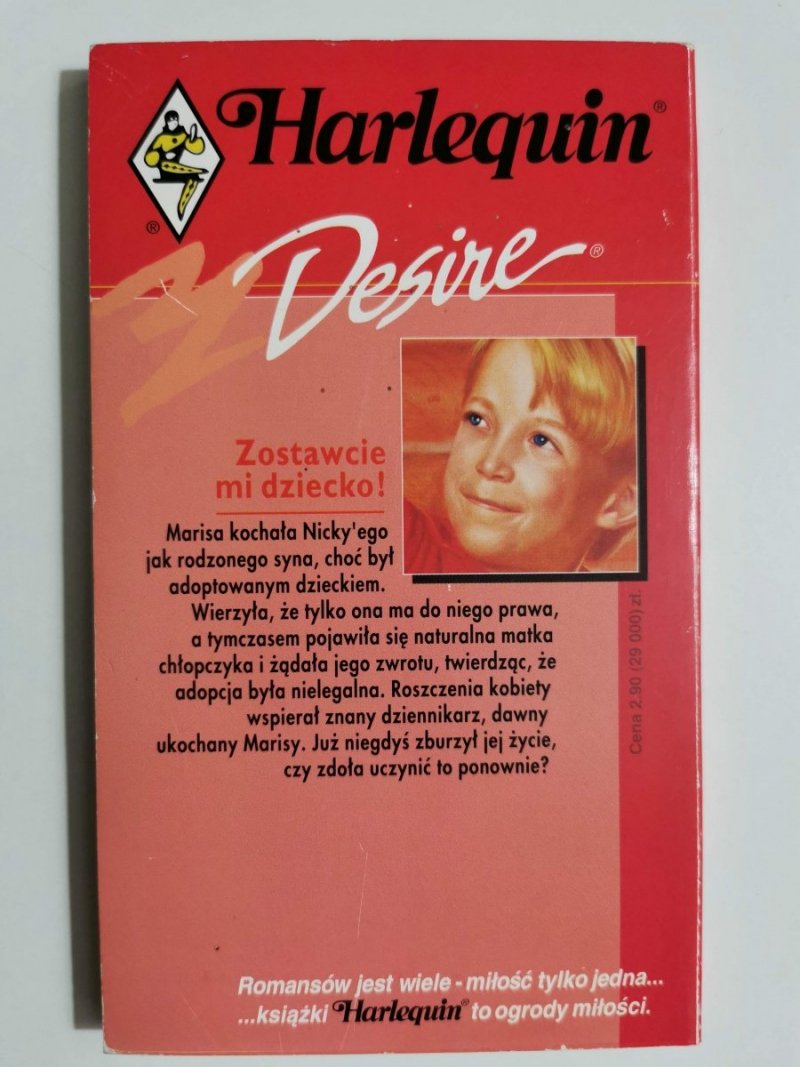 Harlequin®
®
Desire®
Zostawcie
mi dziecko!
Marisa kochała Nicky'ego
jak rodzonego syna, choć był
adoptowanym dzieckiem.
Wierzyła, że tylko ona ma do niego prawa,
a tymczasem pojawiła się naturalna matka
chłopczyka i żądała jego zwrotu, twierdząc, że
adopcja była nielegalna. Roszczenia kobiety
wspierał znany dziennikarz, dawny
ukochany Marisy. Już niegdyś zburzył jej życie,
czy zdoła uczynić to ponownie?
Cena 2.90 (29 000) zł.
Romansów jest wiele - miłość tylko jedna...
...książki Harlequin® to ogrody miłości.